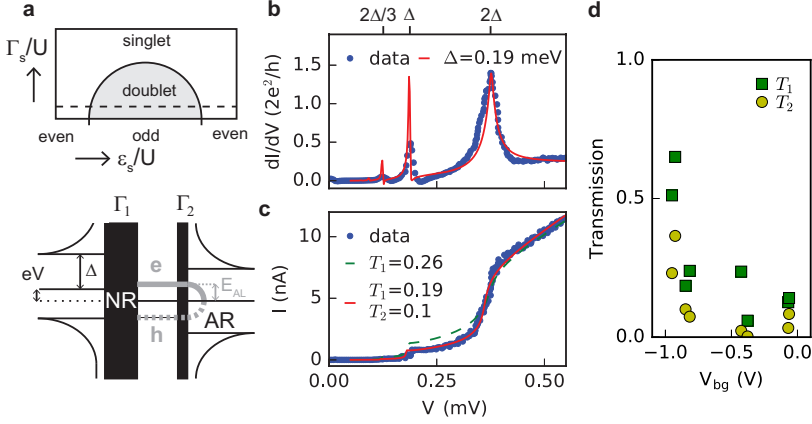 a
Γₛ/U
singlet
doublet
even
odd
even
εₛ/U
Γ₁
Γ₂
eV
Δ
NR
e
h
E_AL
AR
b
2Δ/3
Δ
2Δ
data
Δ=0.19 meV
dI/dV (2e²/h)
1.5
1.0
0.5
0.0
c
data
T₁=0.26
T₁=0.19
T₂=0.1
I (nA)
10
5
0
0.00
0.25
0.50
V (mV)
d
1.0
0.5
0.0
T₁
T₂
Transmission
−1.0
−0.5
0.0
V_bg (V)